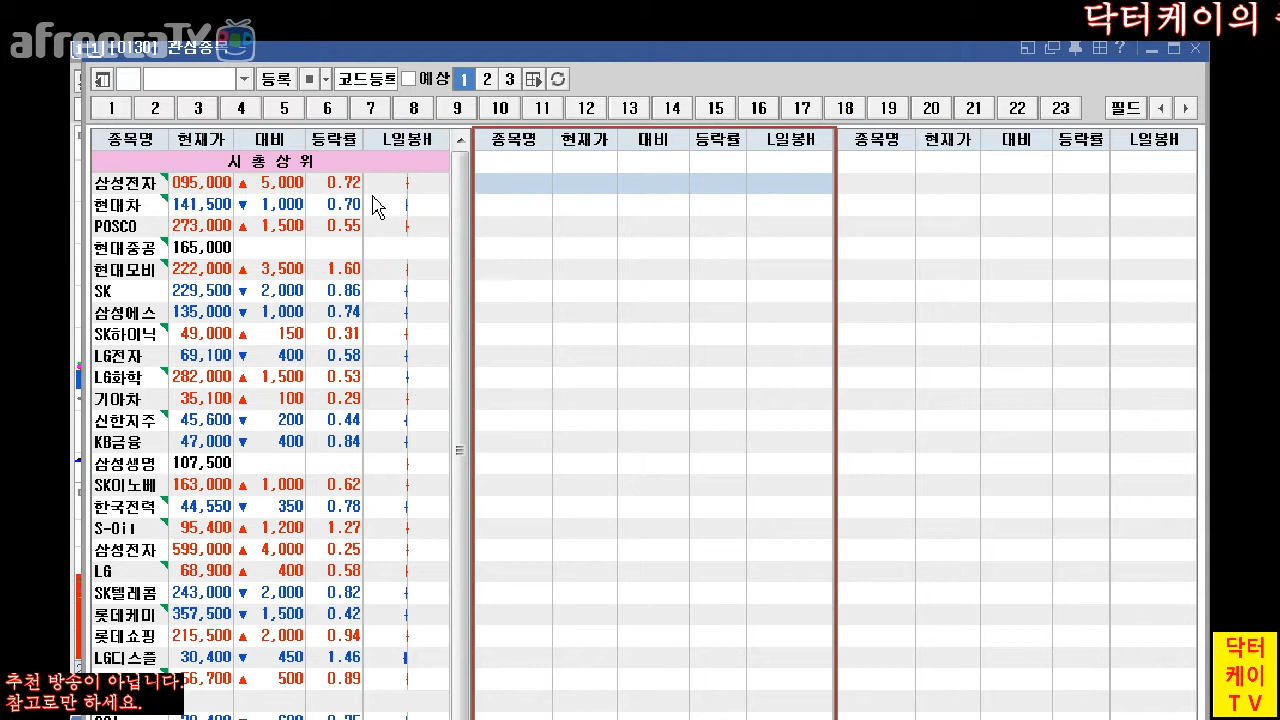 닥터케이의
afreecaTV
[0130] 관심종목
등록 코드등록 예상 1 2 3
1 2 3 4 5 6 7 8 9 10 11 12 13 14 15 16 17 18 19 20 21 22 23 필드
종목명 현재가 대비 등락률 L일봉H 종목명 현재가 대비 등락률 L일봉H 종목명 현재가 대비 등락률 L일봉H
시 총 상 위
삼성전자 095,000 ▲ 5,000 0.72
현대차 141,500 ▼ 1,000 0.70
POSCO 273,000 ▲ 1,500 0.55
현대중공 165,000
현대모비 222,000 ▲ 3,500 1.60
SK 229,500 ▼ 2,000 0.86
삼성에스 135,000 ▼ 1,000 0.74
SK하이닉 49,000 ▲ 150 0.31
LG전자 69,100 ▼ 400 0.58
LG화학 282,000 ▲ 1,500 0.53
기아차 35,100 ▲ 100 0.29
신한지주 45,600 ▼ 200 0.44
KB금융 47,000 ▼ 400 0.84
삼성생명 107,500
SK이노베 163,000 ▲ 1,000 0.62
한국전력 44,550 ▼ 350 0.78
S-Oil 95,400 ▲ 1,200 1.27
삼성전자 599,000 ▲ 4,000 0.25
LG 68,900 ▲ 400 0.58
SK텔레콤 243,000 ▼ 2,000 0.82
롯데케미 357,500 ▼ 1,500 0.42
롯데쇼핑 215,500 ▲ 2,000 0.94
LG디스플 30,400 ▼ 450 1.46
56,700 ▲ 500 0.89
추천 방송이 아닙니다.
참고로만 하세요.
닥터
케이
TV